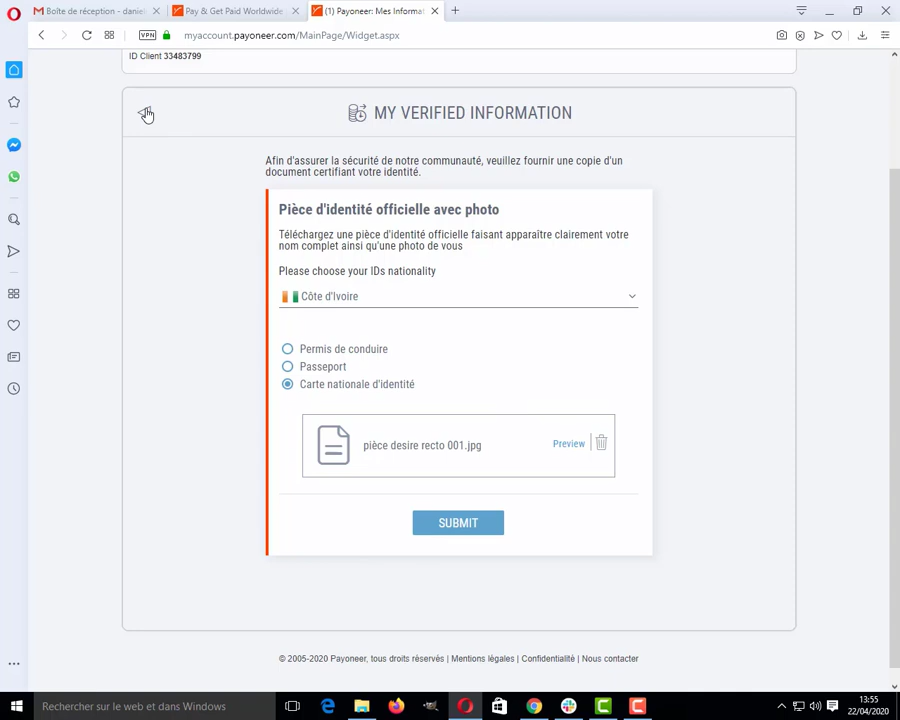 Boîte de réception - daniel
Pay & Get Paid Worldwide
(1) Payoneer: Mes Informat
VPN
myaccount.payoneer.com/MainPage/Widget.aspx
ID Client 33483799
MY VERIFIED INFORMATION
Afin d'assurer la sécurité de notre communauté, veuillez fournir une copie d'un
document certifiant votre identité.
Pièce d'identité officielle avec photo
Téléchargez une pièce d'identité officielle faisant apparaître clairement votre
nom complet ainsi qu'une photo de vous
Please choose your IDs nationality
Côte d'Ivoire
Permis de conduire
Passeport
Carte nationale d'identité
pièce desire recto 001.jpg
Preview
SUBMIT
© 2005-2020 Payoneer, tous droits réservés | Mentions légales | Confidentialité | Nous contacter
Rechercher sur le web et dans Windows
13:55
22/04/2020